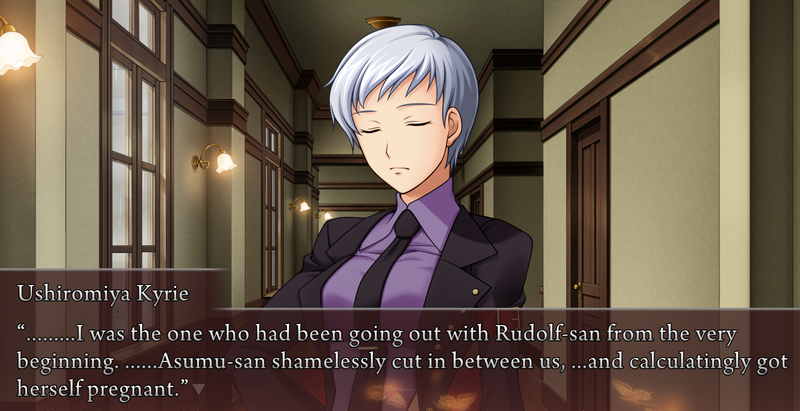 Ushiromiya Kyrie
“.........I was the one who had been going out with Rudolf-san from the very
beginning. ......Asumu-san shamelessly cut in between us, ...and calculatingly got
herself pregnant.”